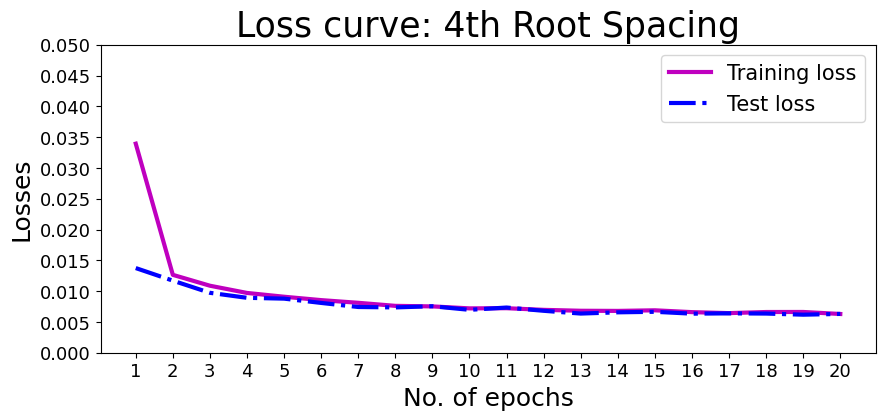 Loss curve: 4th Root Spacing
Training loss
Test loss
0.050
0.045
0.040
0.035
0.030
0.025
0.020
0.015
0.010
0.005
0.000
Losses
1 2 3 4 5 6 7 8 9 10 11 12 13 14 15 16 17 18 19 20
No. of epochs